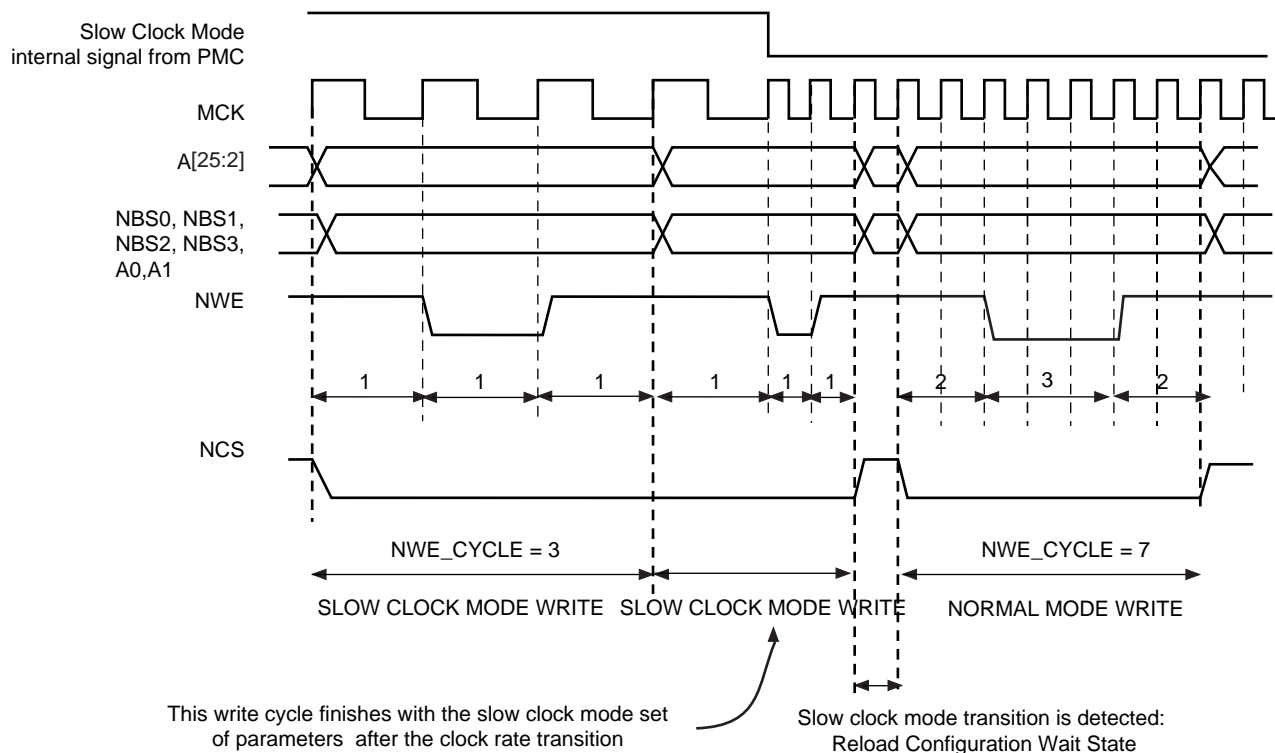 Slow Clock Mode
internal signal from PMC
MCK
A[25:2]
NBS0, NBS1,
NBS2, NBS3,
A0,A1
NWE
1 1 1 1 1 1 2 3 2
NCS
NWE_CYCLE = 3 NWE_CYCLE = 7
SLOW CLOCK MODE WRITE SLOW CLOCK MODE WRITE NORMAL MODE WRITE
This write cycle finishes with the slow clock mode set
of parameters after the clock rate transition
Slow clock mode transition is detected:
Reload Configuration Wait State